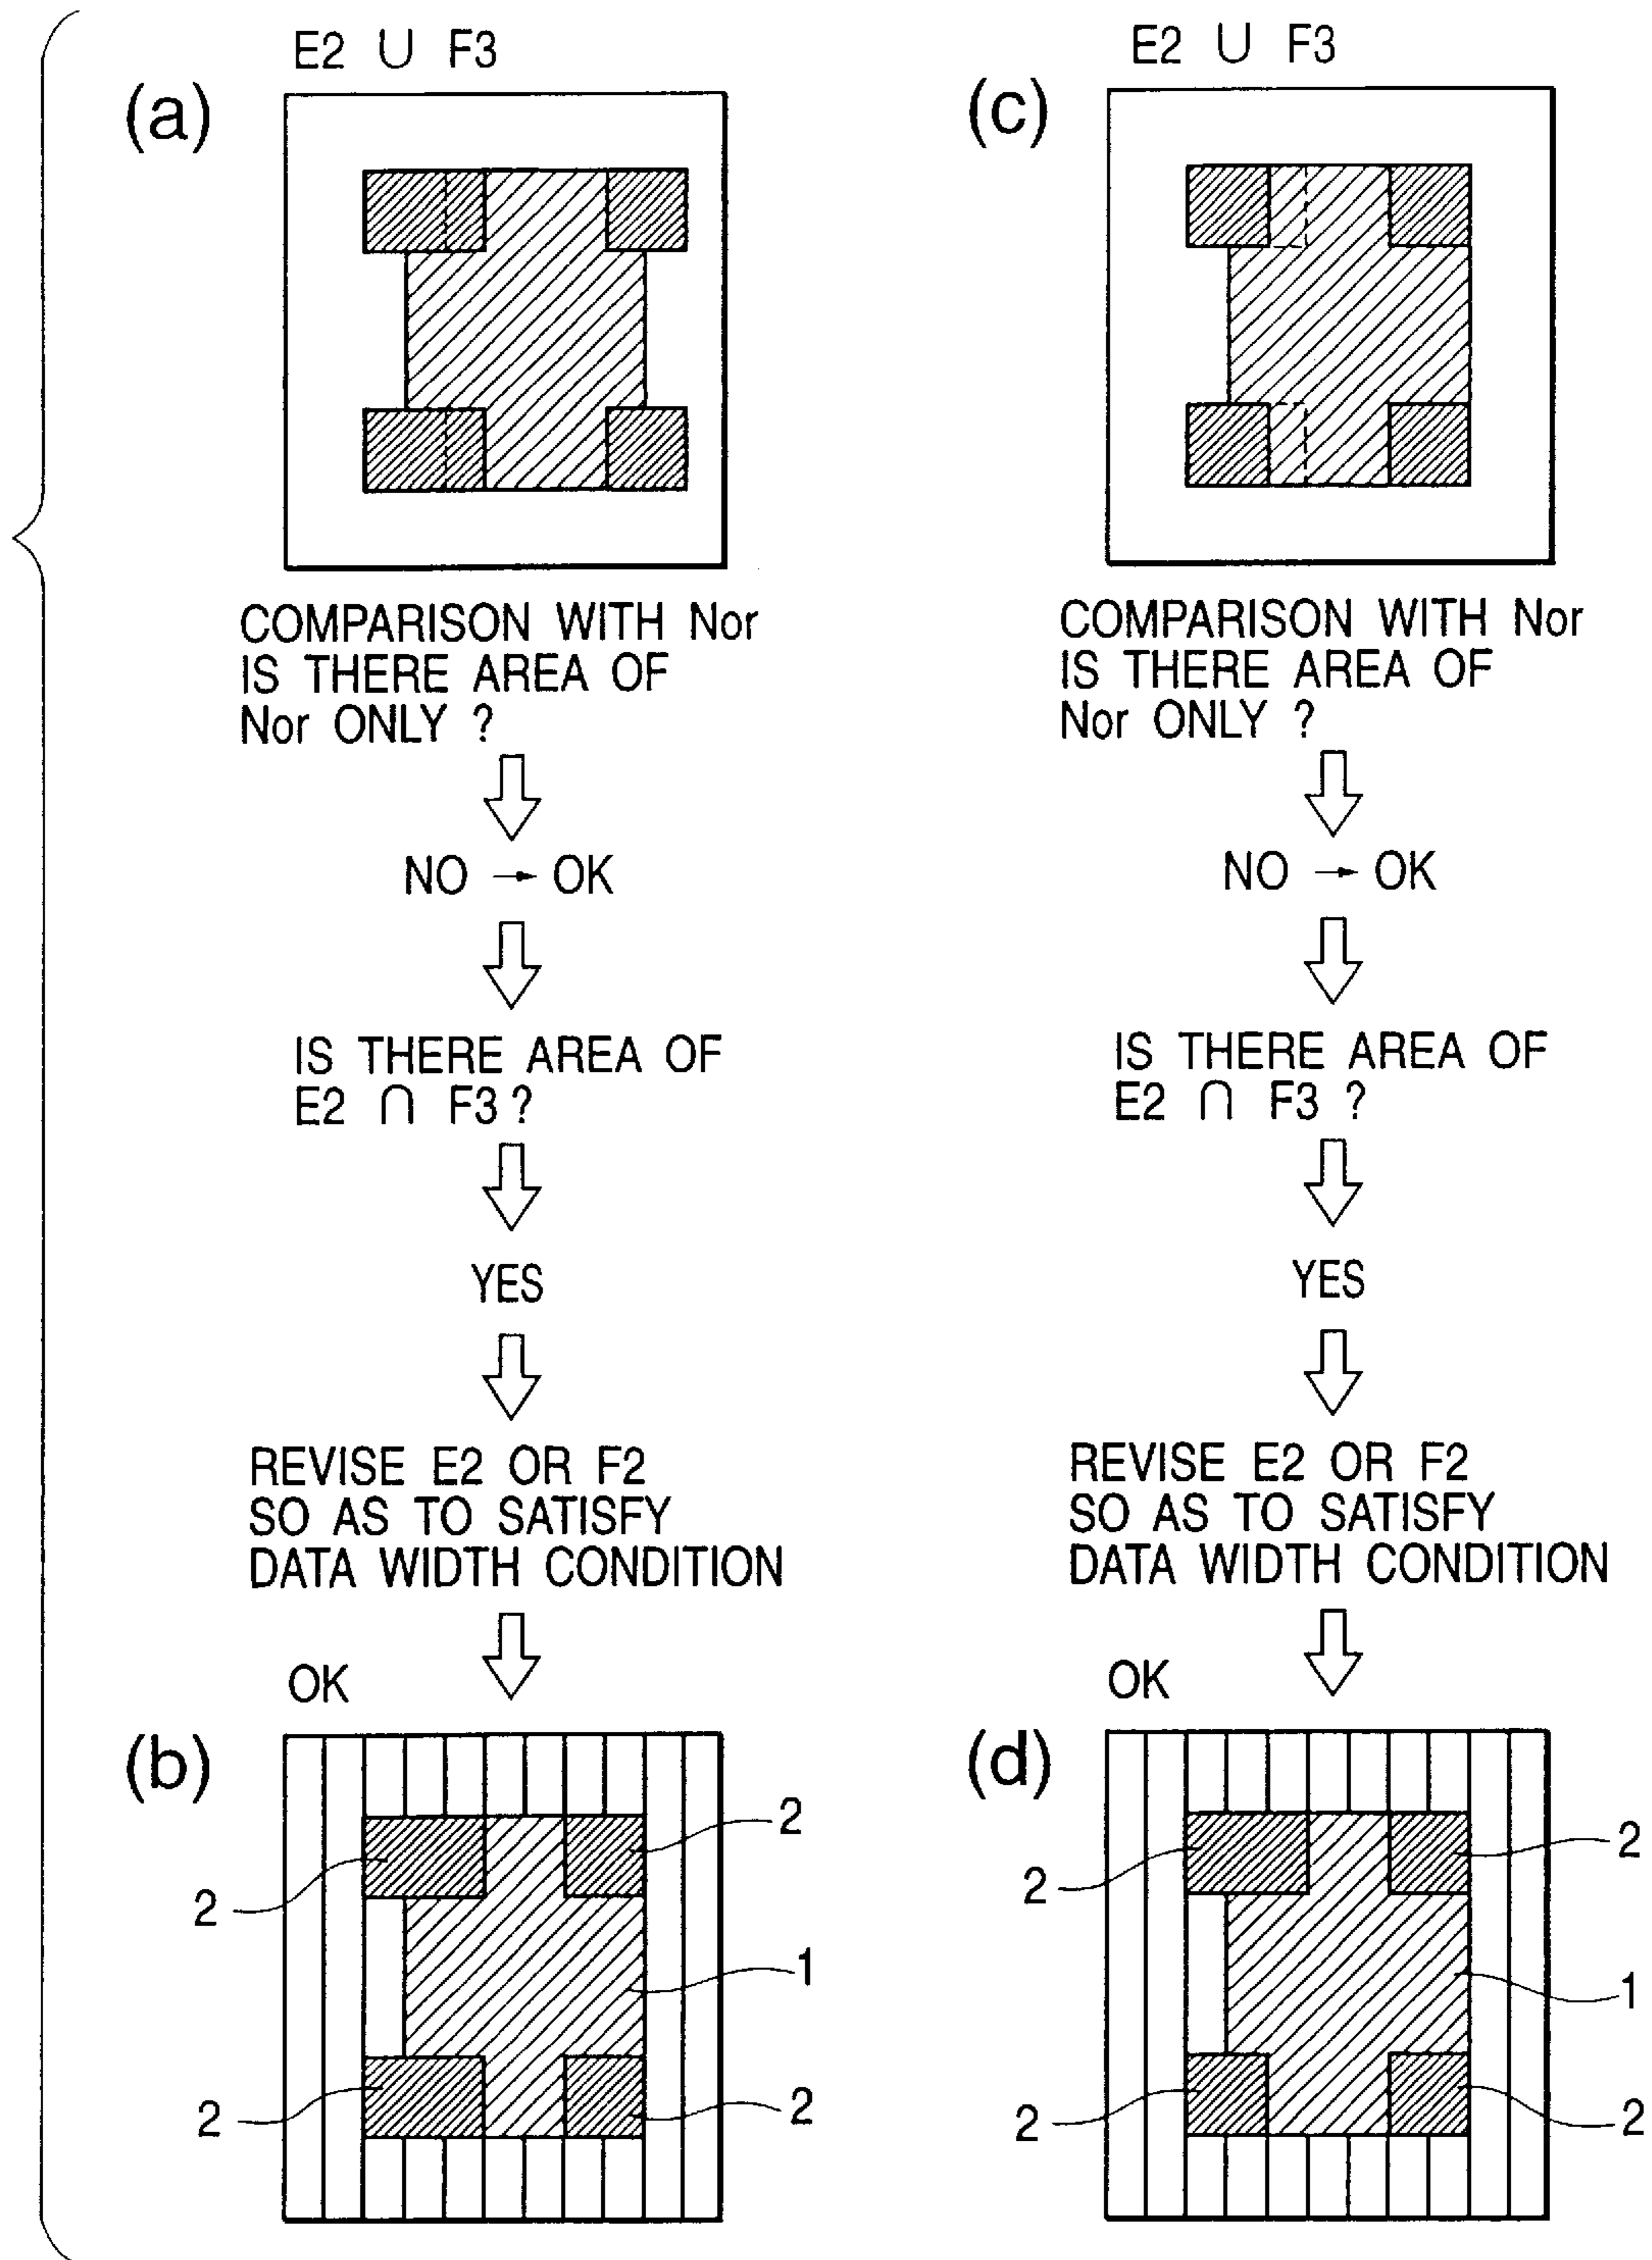 E2 ∪ F3
(a)
COMPARISON WITH Nor
IS THERE AREA OF
Nor ONLY ?
NO → OK
IS THERE AREA OF
E2 ∩ F3 ?
YES
REVISE E2 OR F2
SO AS TO SATISFY
DATA WIDTH CONDITION
OK
(b)
2
2
1
2
2
E2 ∪ F3
(c)
COMPARISON WITH Nor
IS THERE AREA OF
Nor ONLY ?
NO → OK
IS THERE AREA OF
E2 ∩ F3 ?
YES
REVISE E2 OR F2
SO AS TO SATISFY
DATA WIDTH CONDITION
OK
(d)
2
2
1
2
2